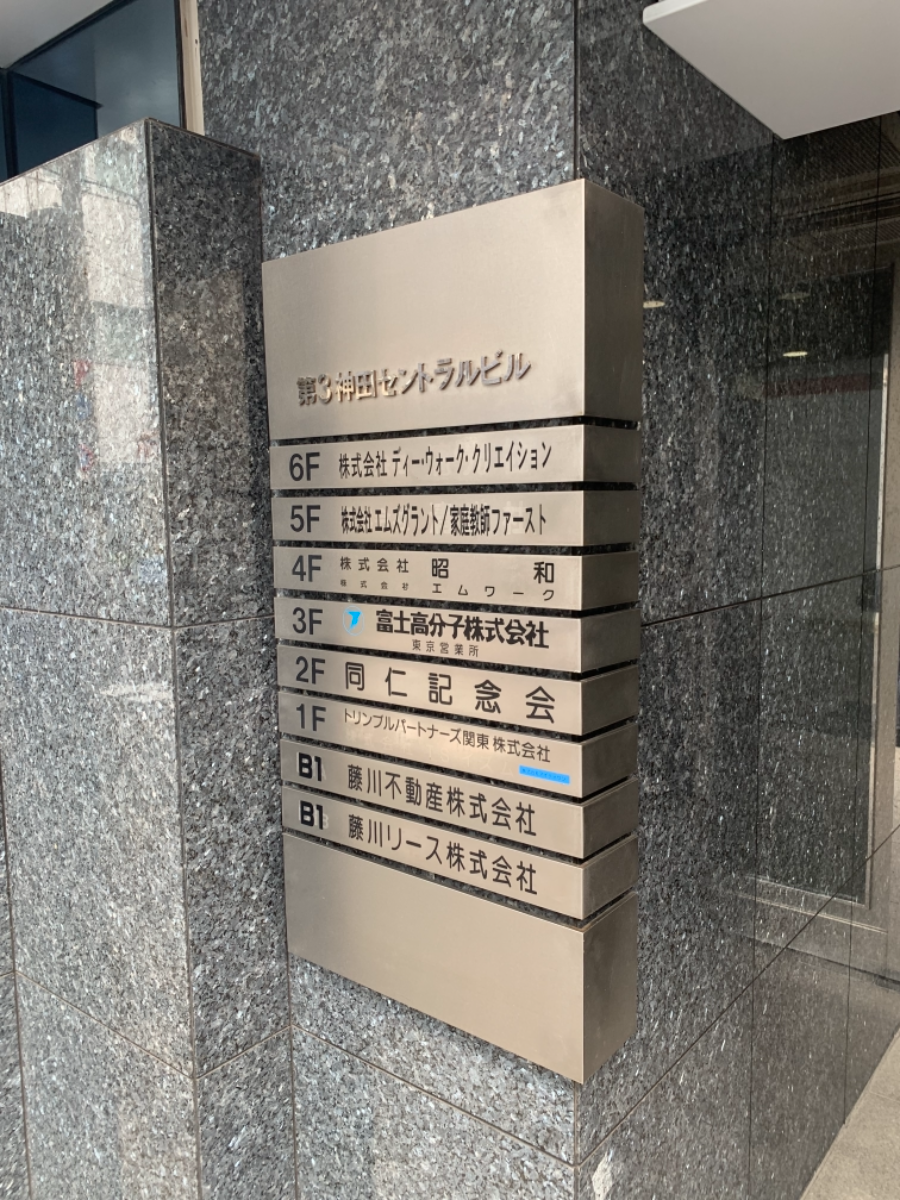 第3神田セントラルビル
6F 株式会社 ディー・ウォーク・クリエイション
5F 株式会社エムズグラント/家庭教師ファースト
4F 株式会社 昭和
株式会社 エムワーク
3F 富士高分子株式会社
東京営業所
2F 同仁記念会
1F トリンブルパートナーズ関東株式会社
B1 藤川不動産株式会社
B1 藤川リース株式会社